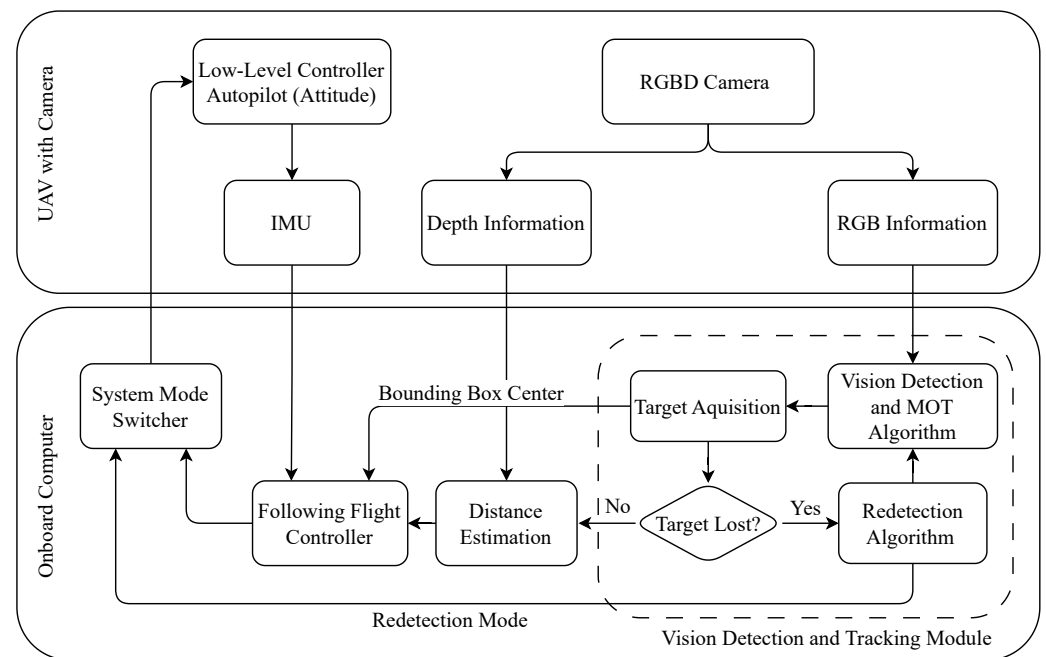 UAV with Camera
Low-Level Controller
Autopilot (Attitude)
RGBD Camera
IMU
Depth Information
RGB Information
Onboard Computer
System Mode
Switcher
Bounding Box Center
Target Aquisition
Vision Detection
and MOT
Algorithm
Following Flight
Controller
Distance
Estimation
No
Target Lost?
Yes
Redetection
Algorithm
Redetection Mode
Vision Detection and Tracking Module